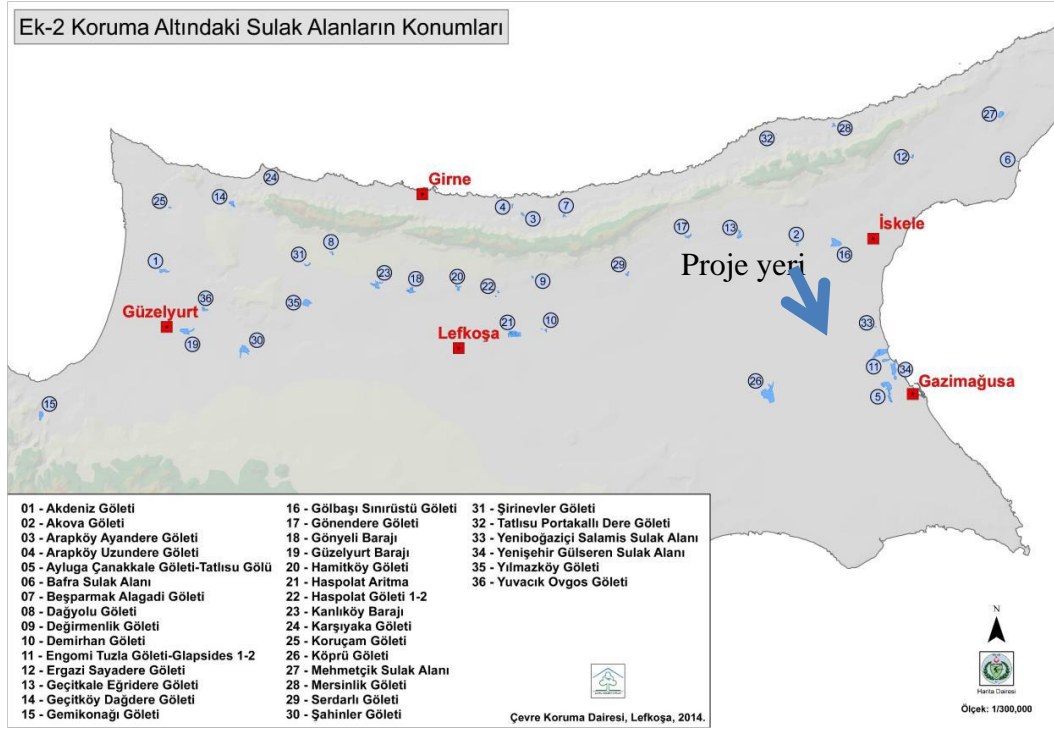 Ek-2 Koruma Altındaki Sulak Alanların Konumları
27
28
32
12
6
24
25
14
Girne
4
3
7
17
13
2
İskele
16
8
31
1
29
Proje yeri
23
18
20
22
9
36
35
Güzelyurt
19
30
21
10
Lefkoşa
33
11
34
26
5
Gazimağusa
15
01 - Akdeniz Göleti
02 - Akova Göleti
03 - Arapköy Ayandere Göleti
04 - Arapköy Uzundere Göleti
05 - Ayluga Çanakkale Göleti-Tatlısu Gölü
06 - Bafra Sulak Alanı
07 - Beşparmak Alagadi Göleti
08 - Dağyolu Göleti
09 - Değirmenlik Göleti
10 - Demirhan Göleti
11 - Engomi Tuzla Göleti-Glapsides 1-2
12 - Ergazi Sayadere Göleti
13 - Geçitkale Eğridere Göleti
14 - Geçitköy Dağdere Göleti
15 - Gemikonağı Göleti
16 - Gölbaşı Sınırüstü Göleti
17 - Gönendere Göleti
18 - Gönyeli Barajı
19 - Güzelyurt Barajı
20 - Hamitköy Göleti
21 - Haspolat Aritma
22 - Haspolat Göleti 1-2
23 - Kanlıköy Barajı
24 - Karşıyaka Göleti
25 - Koruçam Göleti
26 - Köprü Göleti
27 - Mehmetçik Sulak Alanı
28 - Mersinlik Göleti
29 - Serdarlı Göleti
30 - Şahinler Göleti
31 - Şirinevler Göleti
32 - Tatlısu Portakallı Dere Göleti
33 - Yeniboğaziçi Salamis Sulak Alanı
34 - Yenişehir Gülseren Sulak Alanı
35 - Yılmazköy Göleti
36 - Yuvacık Ovgos Göleti
Çevre Koruma Dairesi, Lefkoşa, 2014.
N
Harita Dairesi
Ölçek: 1/300,000